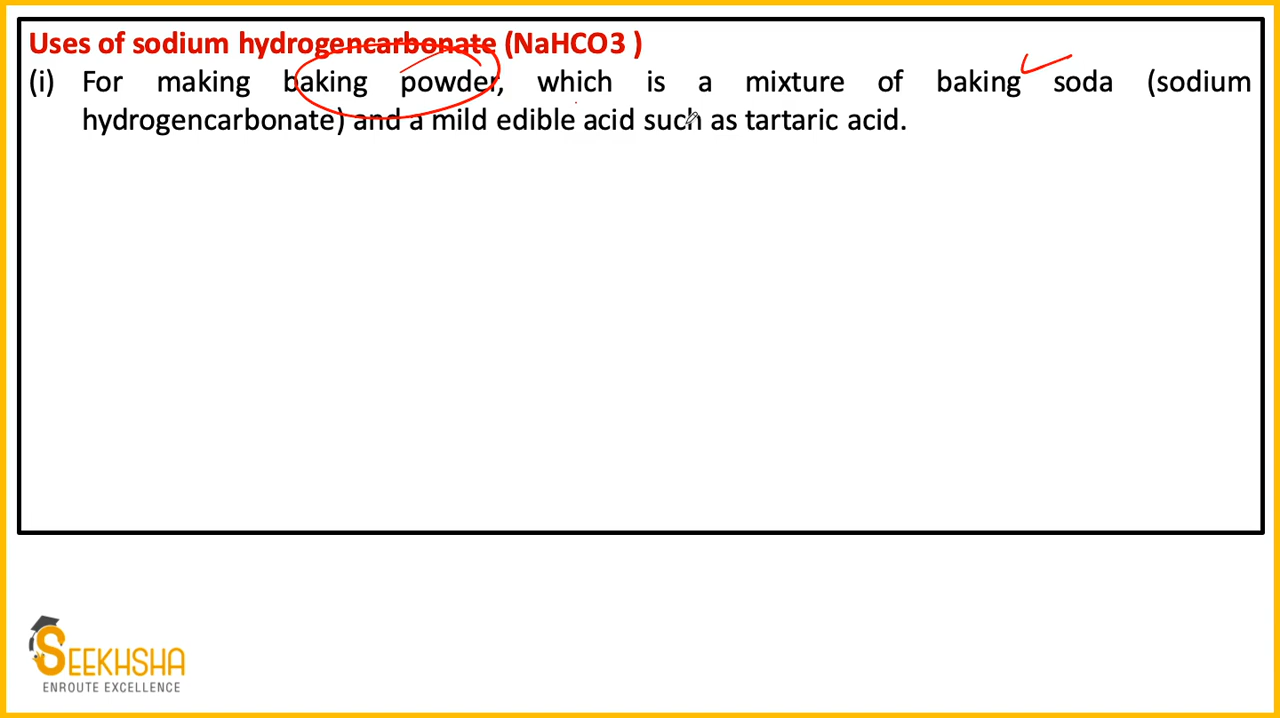 Uses of sodium hydrogencarbonate (NaHCO3 )
(i) For making baking powder, which is a mixture of baking soda (sodium
hydrogencarbonate) and a mild edible acid such as tartaric acid.
SEEKHSHA
ENROUTE EXCELLENCE